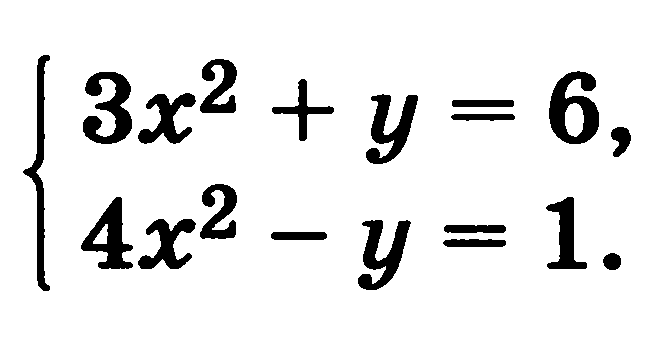 3x² + y = 6,
4x² − y = 1.